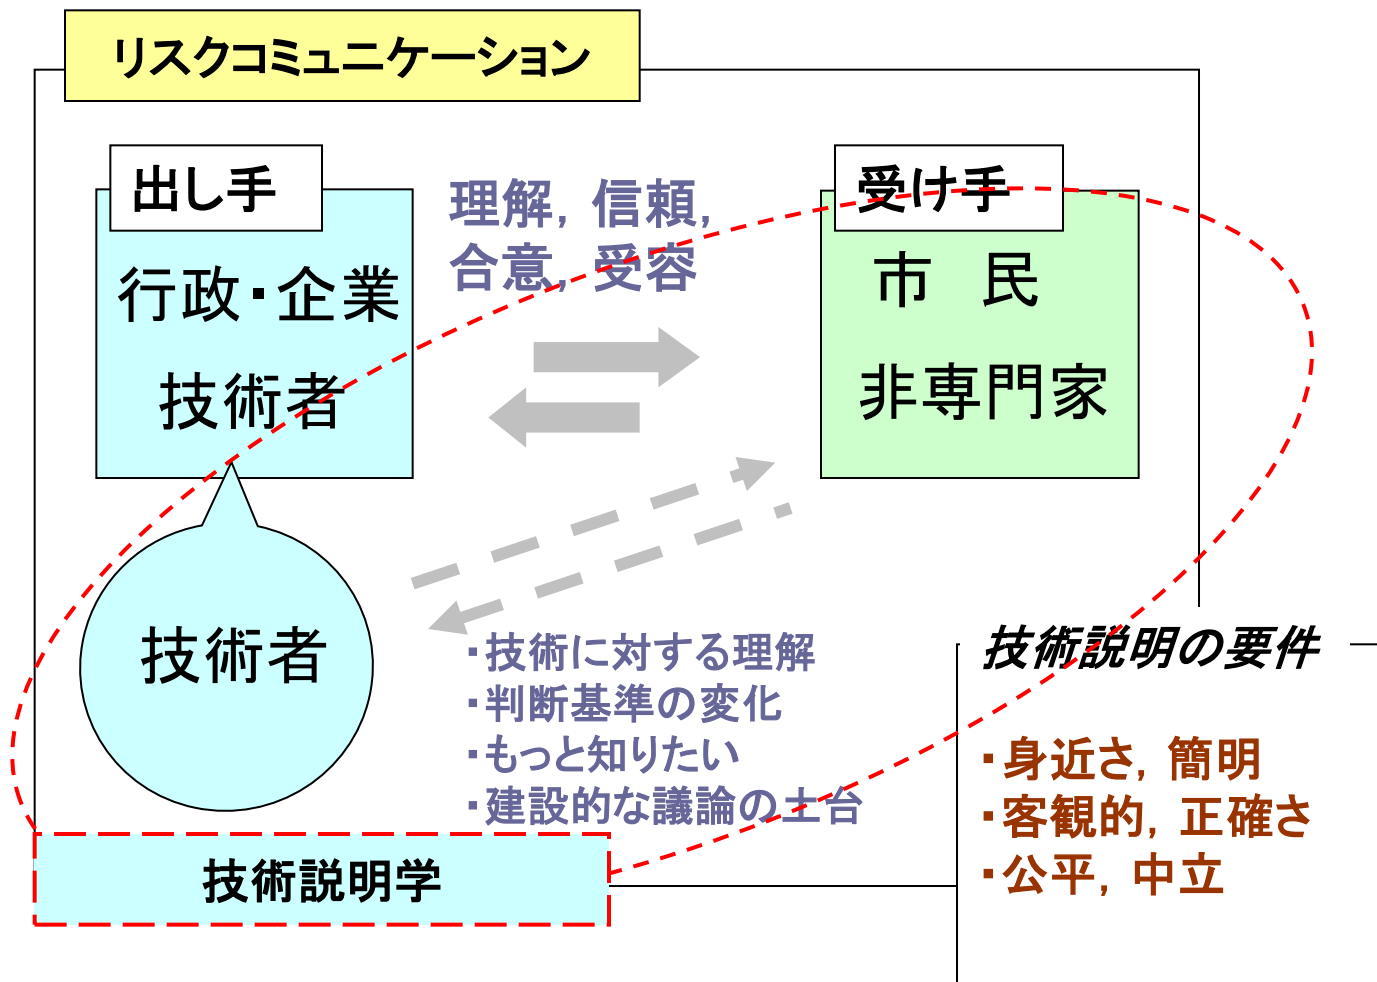 リスクコミュニケーション
出し手
行政・企業
技術者
理解, 信頼,
合意, 受容
受け手
市　民
非専門家
技術者
・技術に対する理解
・判断基準の変化
・もっと知りたい
・建設的な議論の土台
技術説明学
技術説明の要件
・身近さ, 簡明
・客観的, 正確さ
・公平, 中立